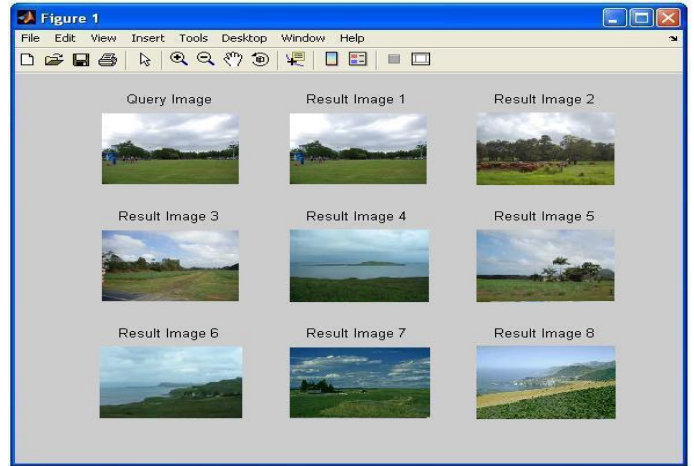 Figure 1
File Edit View Insert Tools Desktop Window Help
Query Image Result Image 1 Result Image 2
Result Image 3 Result Image 4 Result Image 5
Result Image 6 Result Image 7 Result Image 8